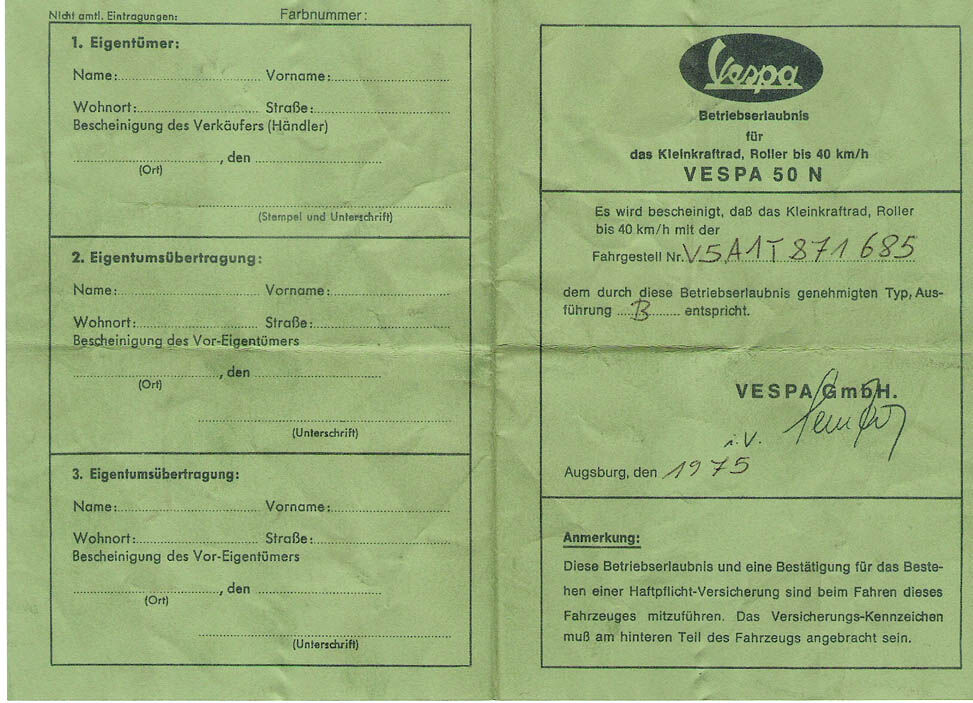 Nicht amtl. Eintragungen: Farbnummer:
1. Eigentümer:
Name: Vorname:
Wohnort: Straße:
Bescheinigung des Verkäufers (Händler)
, den
(Ort)
(Stempel und Unterschrift)
2. Eigentumsübertragung:
Name: Vorname:
Wohnort: Straße:
Bescheinigung des Vor-Eigentümers
, den
(Ort)
(Unterschrift)
3. Eigentumsübertragung:
Name: Vorname:
Wohnort: Straße:
Bescheinigung des Vor-Eigentümers
, den
(Ort)
(Unterschrift)
Vespa
Betriebserlaubnis
für
das Kleinkraftrad, Roller bis 40 km/h
VESPA 50 N
Es wird bescheinigt, daß das Kleinkraftrad, Roller
bis 40 km/h mit der
Fahrgestell Nr. V5A1T 871 685
dem durch diese Betriebserlaubnis genehmigten Typ, Aus-
führung B entspricht.
VESPA GmbH.
i.V.
Augsburg, den 1975
Anmerkung:
Diese Betriebserlaubnis und eine Bestätigung für das Beste-
hen einer Haftpflicht-Versicherung sind beim Fahren dieses
Fahrzeuges mitzuführen. Das Versicherungs-Kennzeichen
muß am hinteren Teil des Fahrzeugs angebracht sein.